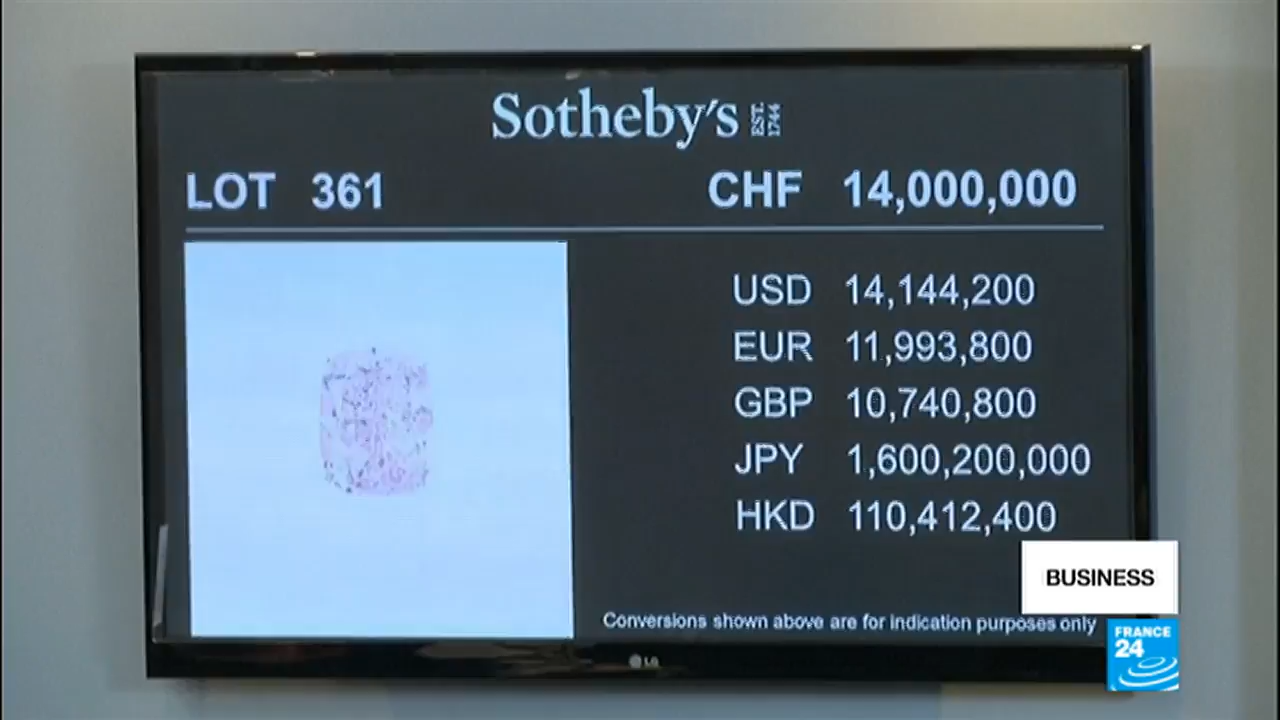 Sotheby's EST. 1744
LOT 361 CHF 14,000,000
USD 14,144,200
EUR 11,993,800
GBP 10,740,800
JPY 1,600,200,000
HKD 110,412,400
Conversions shown above are for indication purposes only
LG
BUSINESS
FRANCE
24